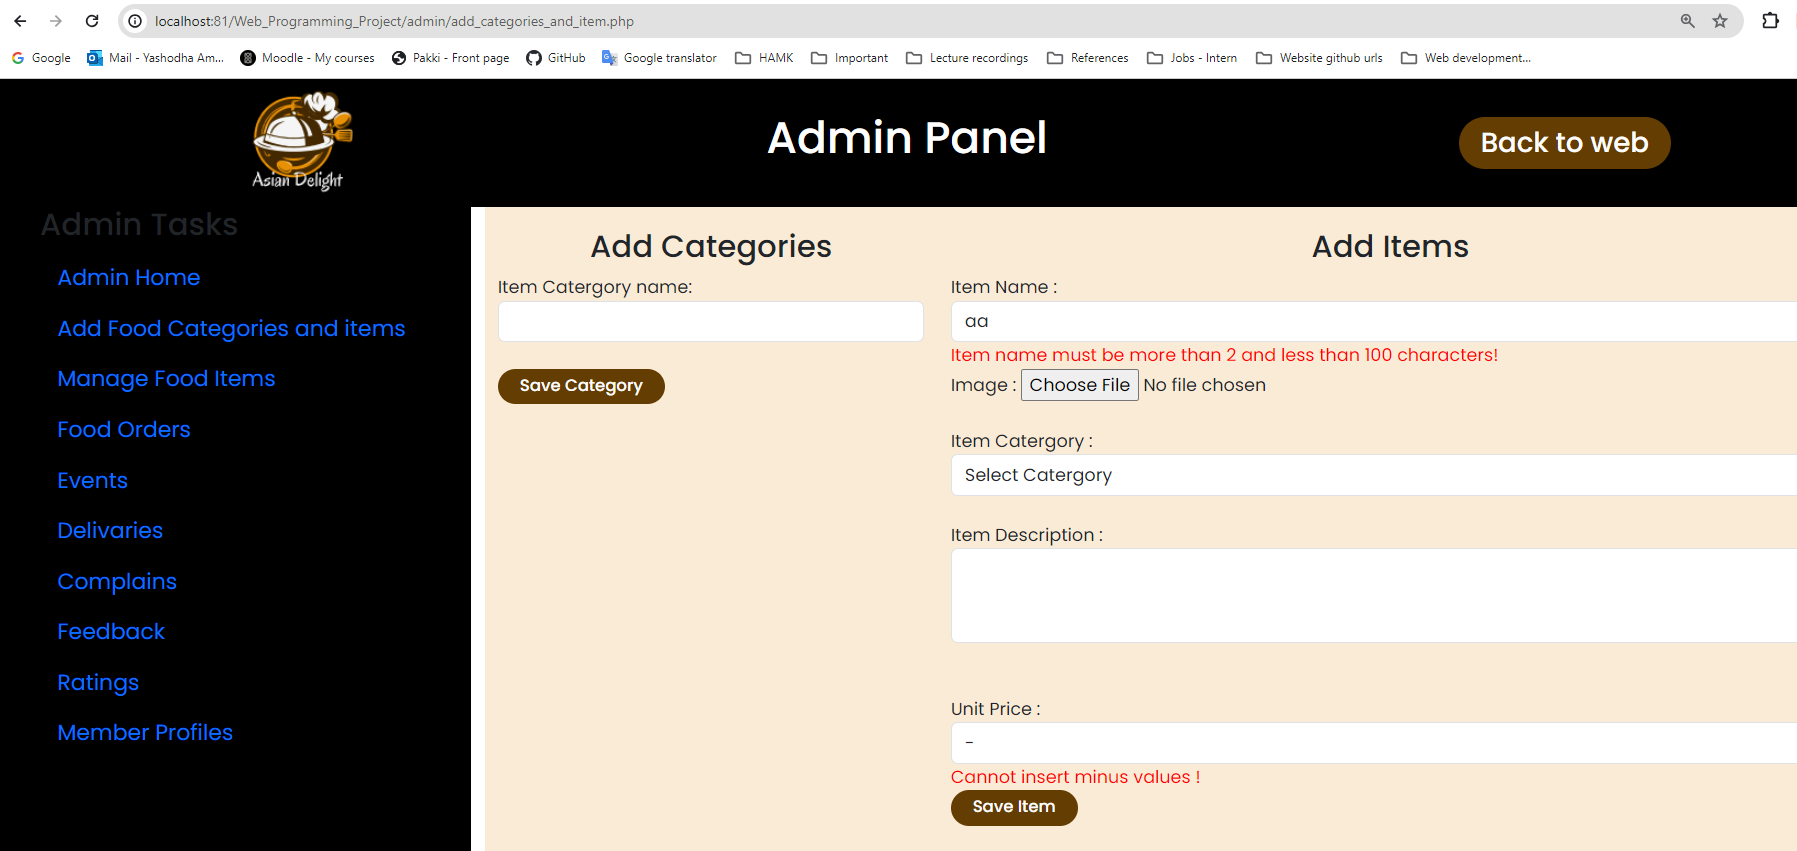 localhost:81/Web_Programming_Project/admin/add_categories_and_item.php
Google Mail - Yashodha Am... Moodle - My courses Pakki - Front page GitHub Google translator HAMK Important Lecture recordings References Jobs - Intern Website github urls Web development...
Asian Delight
Admin Panel
Back to web
Admin Tasks
Admin Home
Add Food Categories and items
Manage Food Items
Food Orders
Events
Delivaries
Complains
Feedback
Ratings
Member Profiles
Add Categories
Item Catergory name:
Save Category
Add Items
Item Name :
aa
Item name must be more than 2 and less than 100 characters!
Image : Choose File No file chosen
Item Catergory :
Select Catergory
Item Description :
Unit Price :
-
Cannot insert minus values !
Save Item